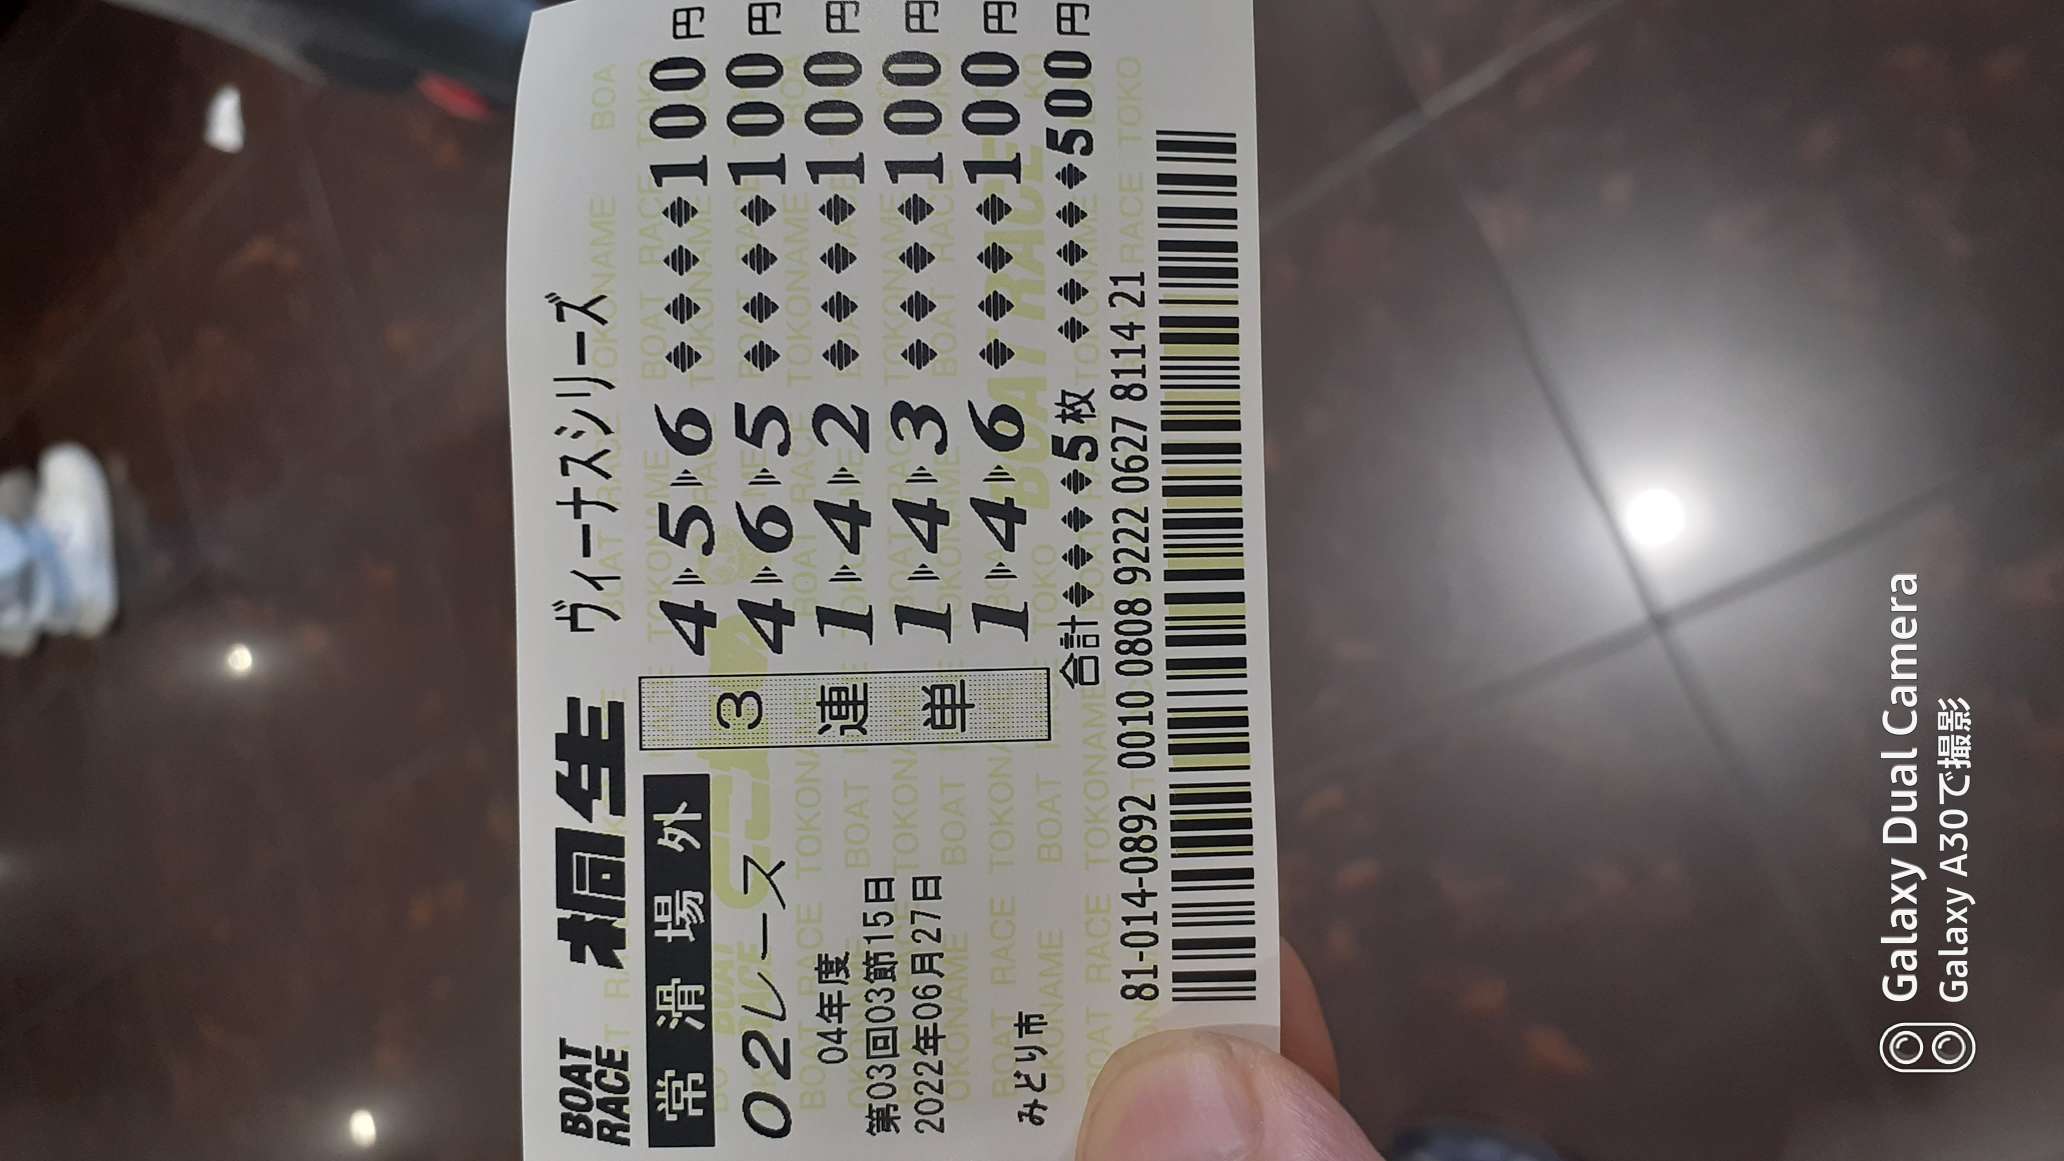 BOAT RACE 桐生 ヴィーナスシリーズ
常滑場外
02レース
04年度
第03回03節15日
2022年06月27日
みどり市
3連単
4 5 6 ◆◆◆◆100円
4 6 5 ◆◆◆◆100円
1 4 2 ◆◆◆◆100円
1 4 3 ◆◆◆◆100円
1 4 6 ◆◆◆◆100円
合計◆◆◆◆5枚 ◆◆◆◆◆500円
81-014-0892 0010 0808 9222 0627 8114 21
BOAT RACE TOKONAME
Galaxy Dual Camera
Galaxy A30で撮影